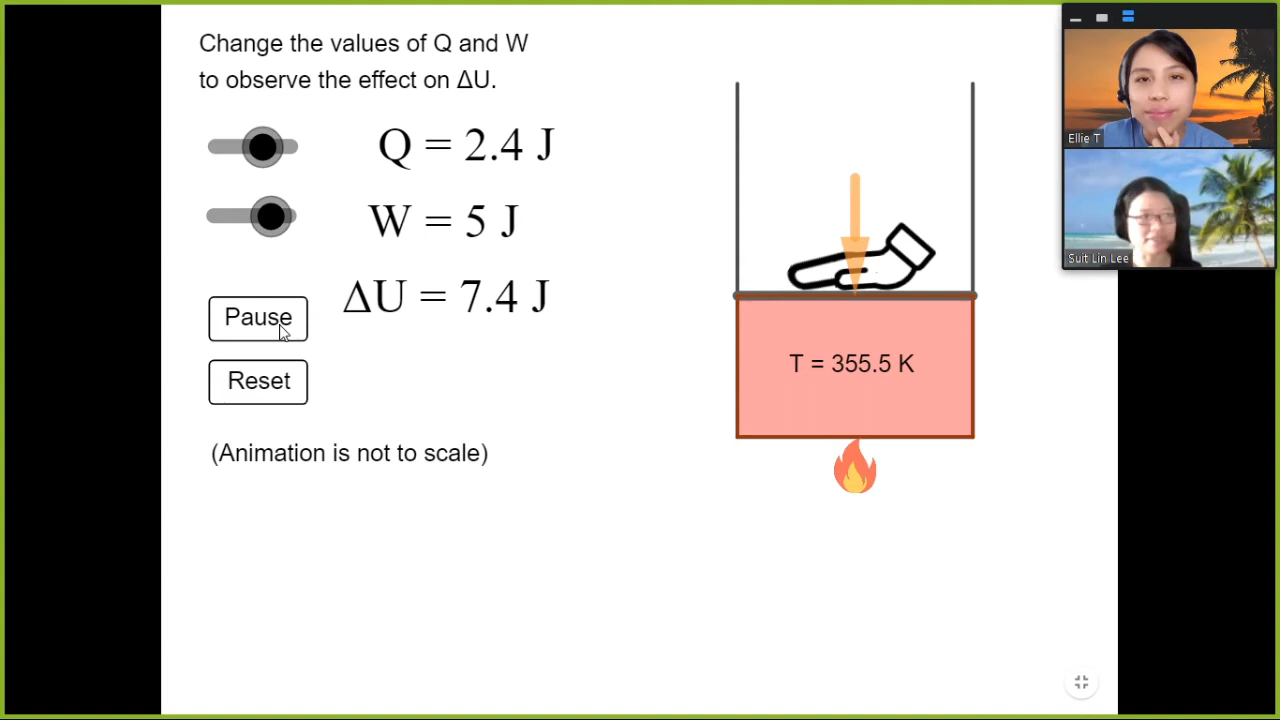 Change the values of Q and W
to observe the effect on ΔU.
Q = 2.4 J
W = 5 J
ΔU = 7.4 J
Pause
Reset
(Animation is not to scale)
T = 355.5 K
Ellie T
Suit Lin Lee